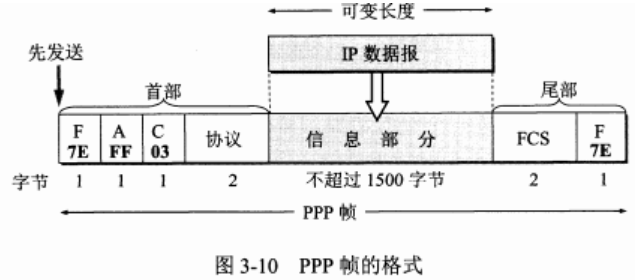 可变长度
先发送
IP 数据报
首部
尾部
F A C 协议 信息部分 FCS F
7E FF 03 7E
字节 1 1 1 2 不超过 1500 字节 2 1
PPP 帧
图 3-10 PPP 帧的格式